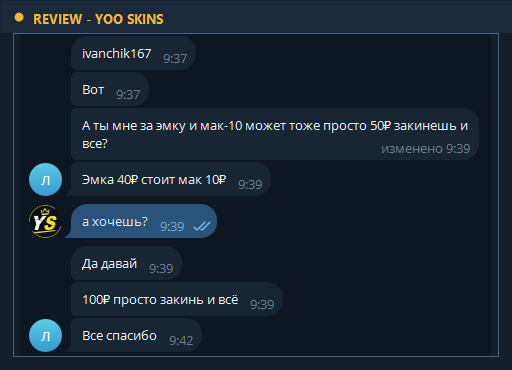 REVIEW - YOO SKINS
ivanchik167 9:37
Вот 9:37
А ты мне за эмку и мак-10 может тоже просто 50₽ закинешь и
все? изменено 9:39
Л Эмка 40₽ стоит мак 10₽ 9:39
YS а хочешь? 9:39
Да давай 9:39
100₽ просто закинь и всё 9:39
Л Все спасибо 9:42